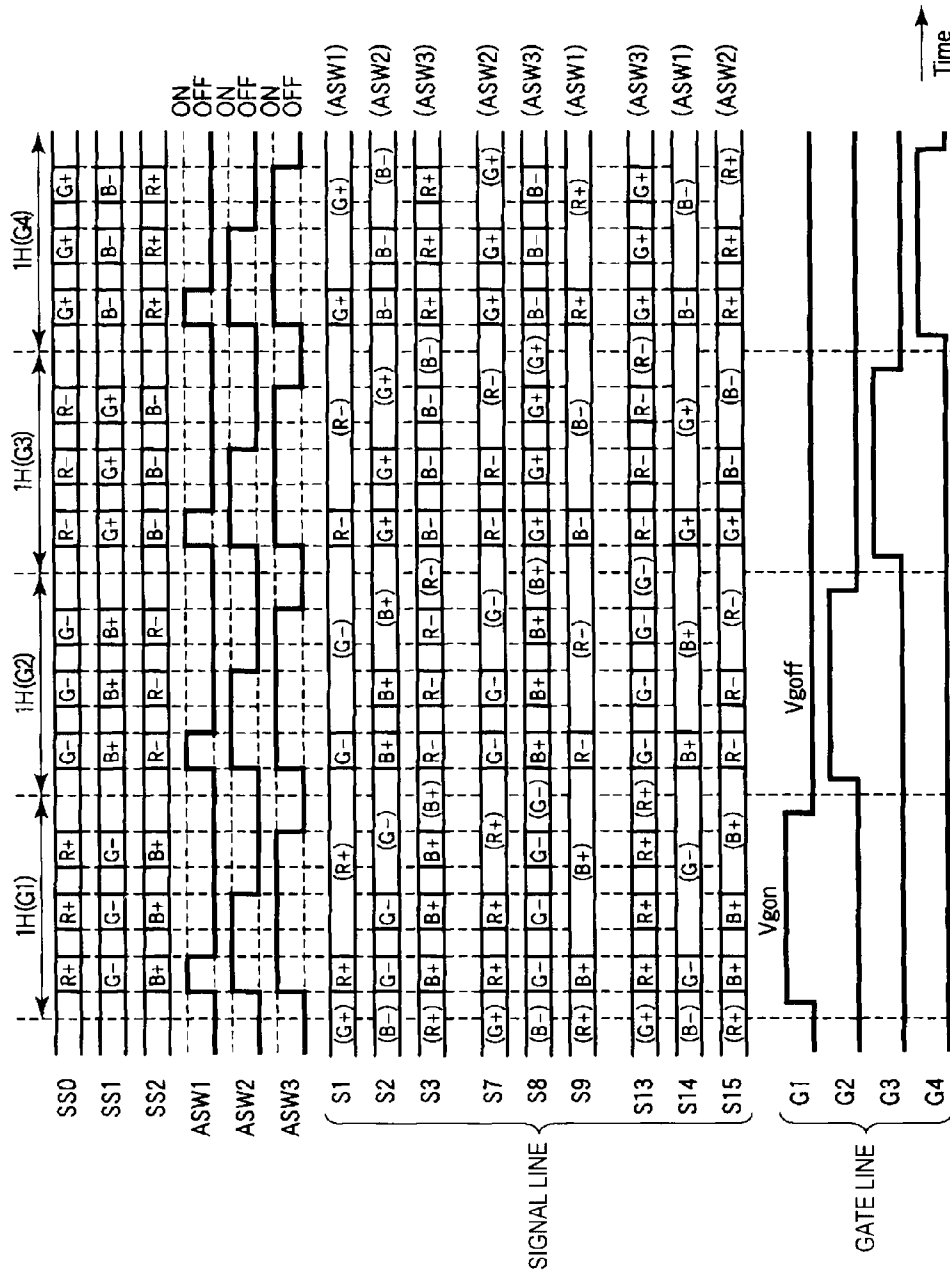 1H(G1) 1H(G2) 1H(G3) 1H(G4)
SS0 R+ R+ R+ G- G- G- R- R- R- G+ G+ G+
SS1 G- G- G- B+ B+ B+ G+ G+ G+ B- B- B-
SS2 B+ B+ B+ R- R- R- B- B- B- R+ R+ R+
ASW1 ON OFF
ASW2 ON OFF
ASW3 ON OFF
SIGNAL LINE
S1 (G+) R+ (R+) G- (G-) R- (R-) G+ (G+) (ASW1)
S2 (B-) G- G- (G-) B+ B+ (B+) G+ G+ (G+) B- B- (B-) (ASW2)
S3 (R+) B+ B+ B+ (B+) R- R- R- (R-) B- B- B- (B-) R+ R+ R+ (ASW3)
S7 (G+) R+ R+ (R+) G- G- (G-) R- R- (R-) G+ G+ (G+) (ASW2)
S8 (B-) G- G- G- (G-) B+ B+ B+ (B+) G+ G+ G+ (G+) B- B- B- (ASW3)
S9 (R+) B+ (B+) R- (R-) B- (B-) R+ (R+) (ASW1)
S13 (G+) R+ R+ R+ (R+) G- G- G- (G-) R- R- R- (R-) G+ G+ G+ (ASW3)
S14 (B-) G- (G-) B+ (B+) G+ (G+) B- (B-) (ASW1)
S15 (R+) B+ B+ (B+) R- R- (R-) G+ B- (B-) R+ R+ (R+) (ASW2)
GATE LINE
G1 Vgon Vgoff
G2
G3
G4
Time